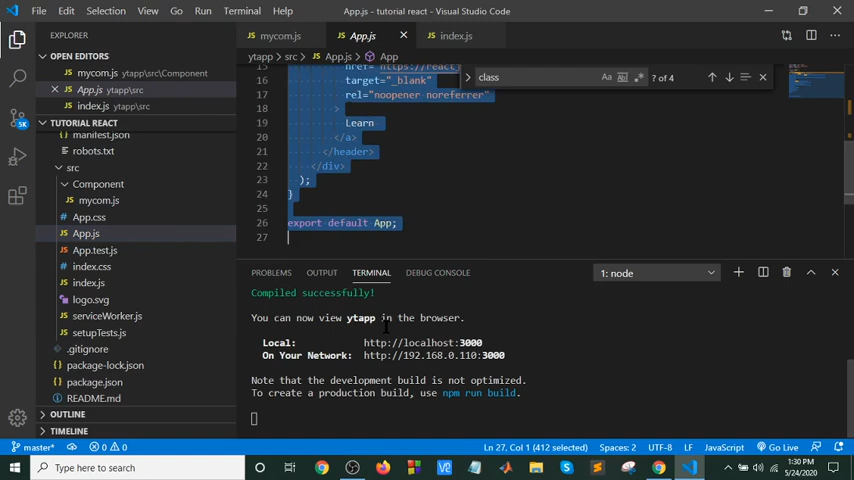 File Edit Selection View Go Run Terminal Help App.js - tutorial react - Visual Studio Code
EXPLORER
mycom.js App.js index.js
ytapp > src > App.js > App
OPEN EDITORS
mycom.js ytapp\src\Component
App.js ytapp\src
index.js ytapp\src
TUTORIAL REACT
manifest.json
robots.txt
src
Component
mycom.js
App.css
App.js
App.test.js
index.css
index.js
logo.svg
serviceWorker.js
setupTests.js
.gitignore
package-lock.json
package.json
README.md
OUTLINE
TIMELINE
5K
class Aa Abl .* ? of 4
15 href="https://react
16 target="_blank"
17 rel="noopener noreferrer"
18 >
19 Learn
20 </a>
21 </header>
22 </div>
23 );
24 }
25
26 export default App;
27
PROBLEMS OUTPUT TERMINAL DEBUG CONSOLE 1: node
Compiled successfully!
You can now view ytapp in the browser.
Local: http://localhost:3000
On Your Network: http://192.168.0.110:3000
Note that the development build is not optimized.
To create a production build, use npm run build.
master* 0 0 Ln 27, Col 1 (412 selected) Spaces: 2 UTF-8 LF JavaScript Go Live
Type here to search
1:30 PM
5/24/2020